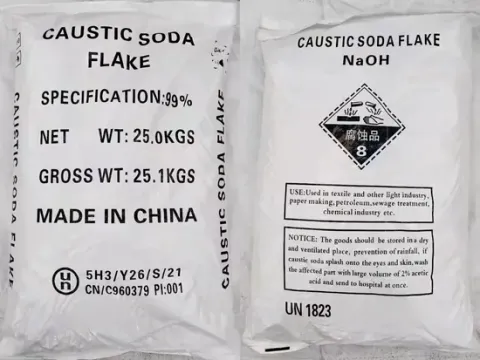 CAUSTIC SODA
FLAKE
SPECIFICATION:99%
NET WT: 25.0KGS
GROSS WT: 25.1KGS
MADE IN CHINA
un
5H3/Y26/S/21
CN/C960379 PI:001
CAUSTIC SODA FLAKE
CAUSTIC SODA FLAKE
CAUSTIC SODA FLAKE
NaOH
腐蚀品
8
USE:Used in textile and other light industry,
paper making, petroleum,sewage treatment,
chemical industry etc.
NOTICE: The goods should be stored in a dry
and ventilated place, prevention of rainfall, if
caustic soda splash onto the eyes and skin, wash
the affected part with large volume of 2% acetic
acid and send to hospital at once.
UN 1823